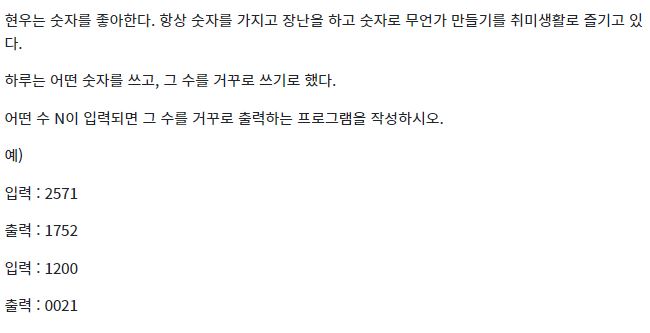 현우는 숫자를 좋아한다. 항상 숫자를 가지고 장난을 하고 숫자로 무언가 만들기를 취미생활로 즐기고 있
다.
하루는 어떤 숫자를 쓰고, 그 수를 거꾸로 쓰기로 했다.
어떤 수 N이 입력되면 그 수를 거꾸로 출력하는 프로그램을 작성하시오.
예)
입력 : 2571
출력 : 1752
입력 : 1200
출력 : 0021